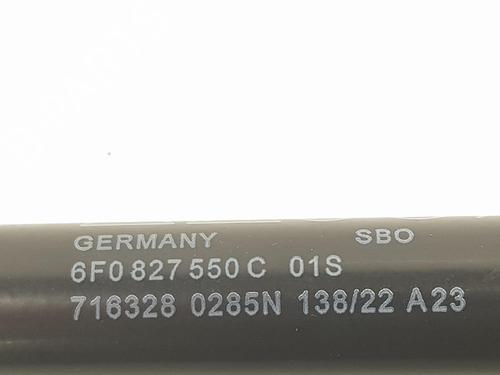 GERMANY SBO
6F0 827 550 C 01S
716328 0285N 138/22 A23